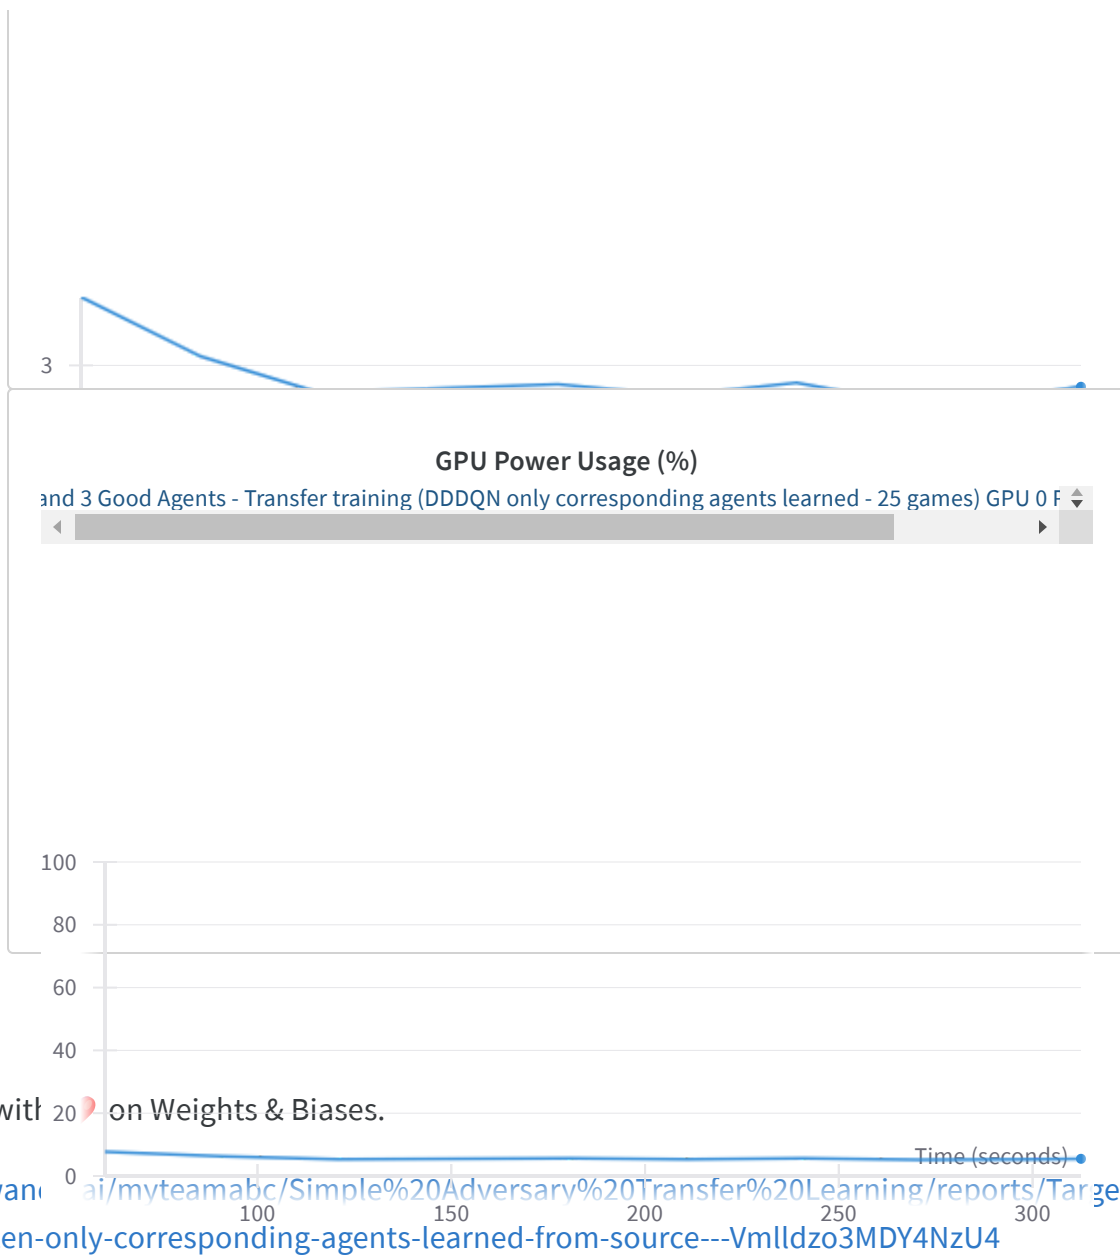 3
GPU Power Usage (%)
and 3 Good Agents - Transfer training (DDDQN only corresponding agents learned - 25 games) GPU 0
100
80
60
40
with on Weights & Biases.
20
Time (seconds)
0
ai/myteamabc/Simple%20Adversary%20Transfer%20Learning/reports/Targe
100 150 200 250 300
en-only-corresponding-agents-learned-from-source---Vmlldzo3MDY4NzU4